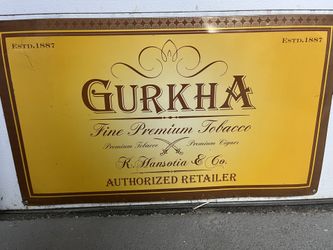 ESTD.1887 ESTD.1887
GURKHA
Fine Premium Tobacco
Premium Tobacco Premium Cigars
K. Hansotia & Co.
AUTHORIZED RETAILER